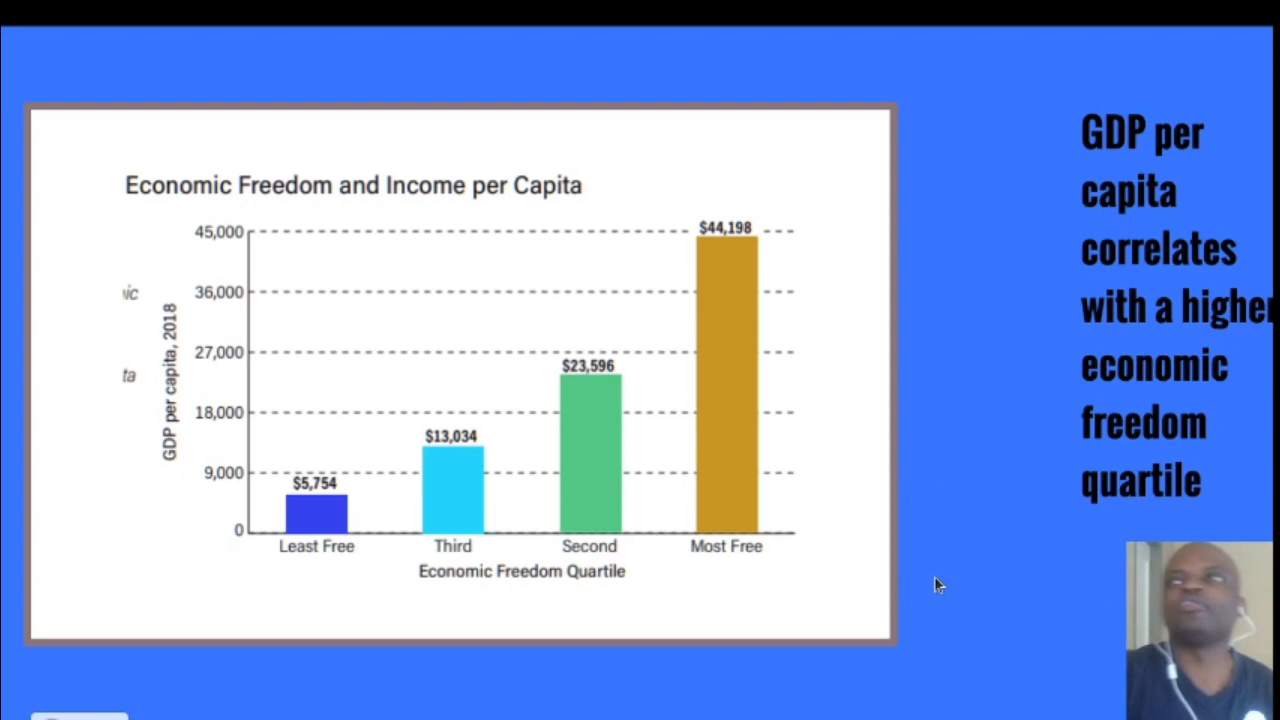 Economic Freedom and Income per Capita
45,000
$44,198
36,000
27,000
$23,596
18,000
$13,034
9,000
$5,754
0
GDP per capita, 2018
ta
Least Free Third Second Most Free
Economic Freedom Quartile
GDP per
capita
correlates
with a higher
economic
freedom
quartile